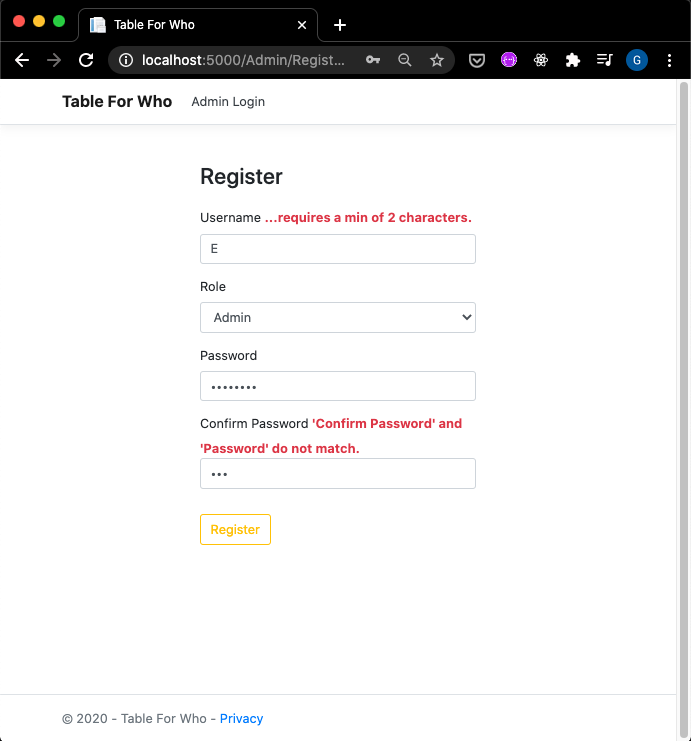 Table For Who
localhost:5000/Admin/Regist...
G
Table For Who Admin Login
Register
Username ...requires a min of 2 characters.
E
Role
Admin
Password
••••••••
Confirm Password 'Confirm Password' and
'Password' do not match.
•••
Register
© 2020 - Table For Who - Privacy